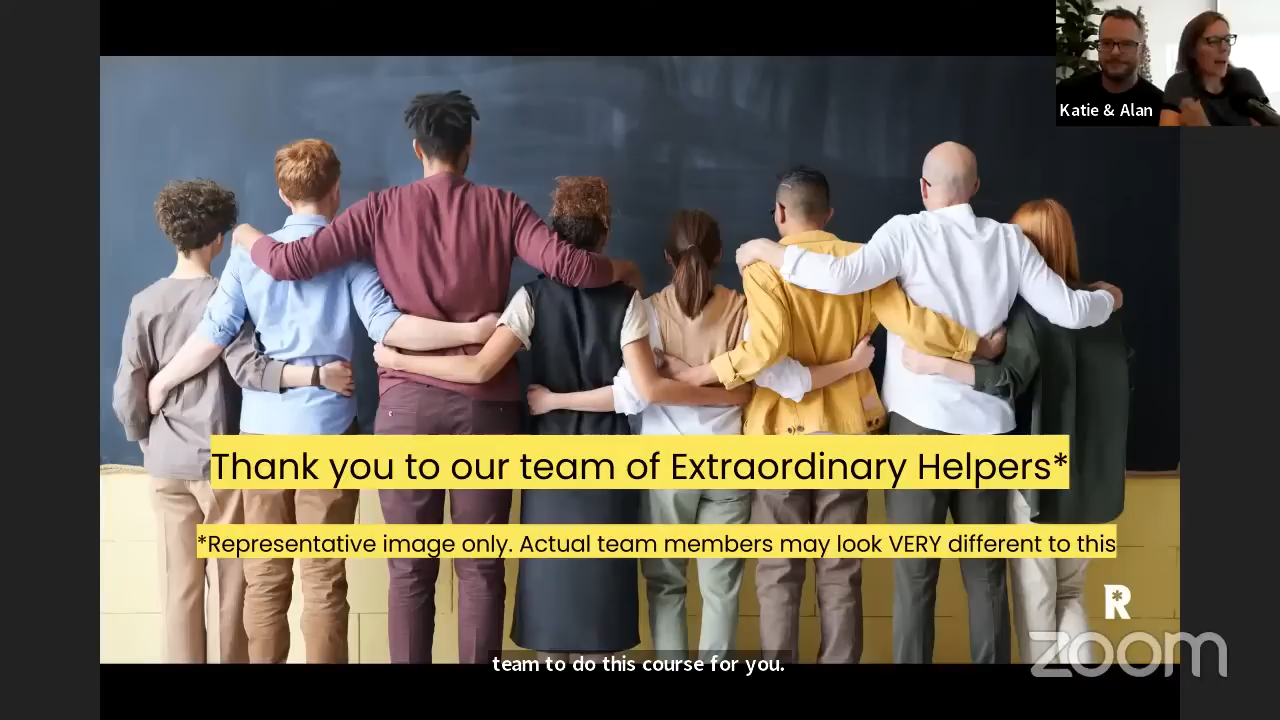 Katie & Alan
Thank you to our team of Extraordinary Helpers*
*Representative image only. Actual team members may look VERY different to this
R*
zoom
team to do this course for you.